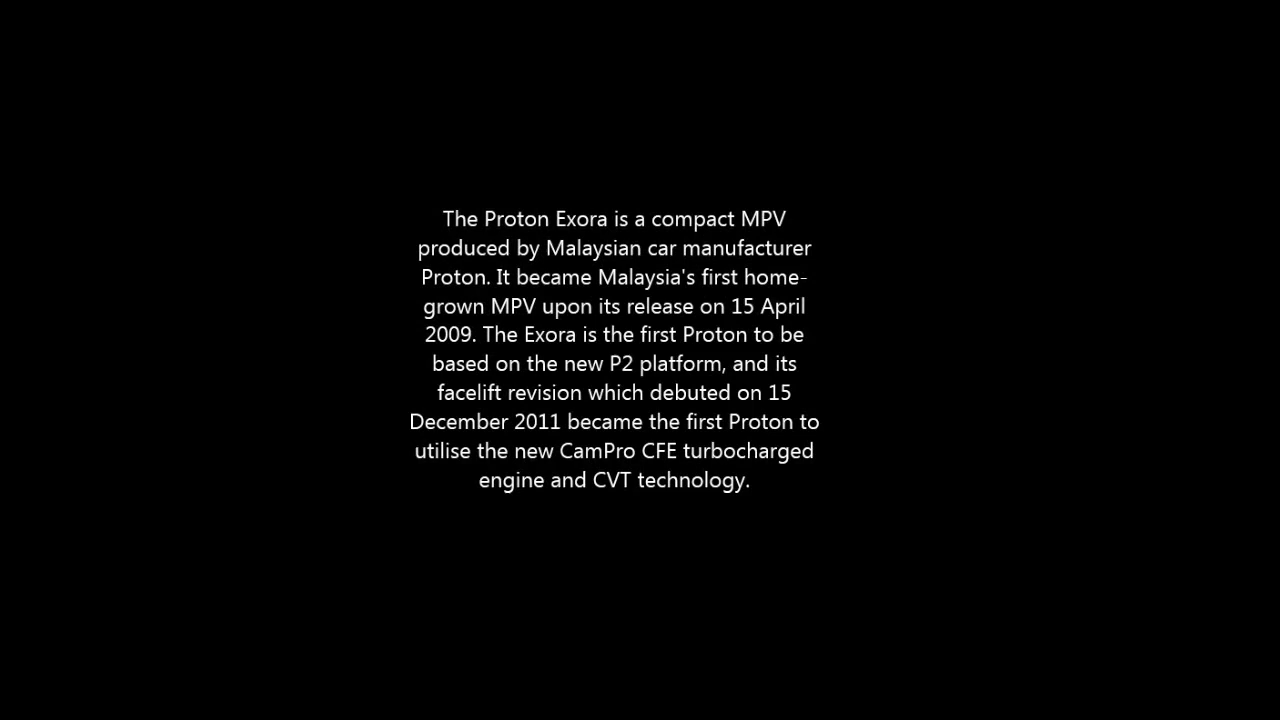 The Proton Exora is a compact MPV
produced by Malaysian car manufacturer
Proton. It became Malaysia's first home-
grown MPV upon its release on 15 April
2009. The Exora is the first Proton to be
based on the new P2 platform, and its
facelift revision which debuted on 15
December 2011 became the first Proton to
utilise the new CamPro CFE turbocharged
engine and CVT technology.